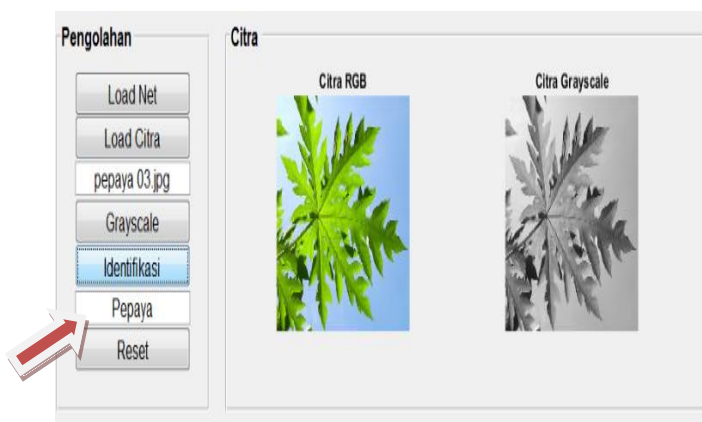 Pengolahan
Load Net
Load Citra
pepaya 03.jpg
Grayscale
Identifikasi
Pepaya
Reset
Citra
Citra RGB
Citra Grayscale